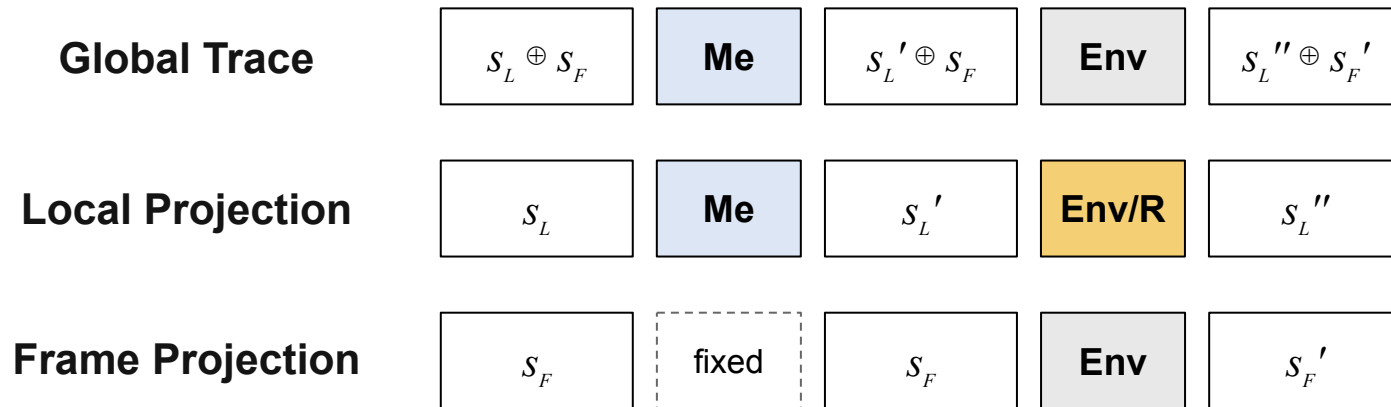 Global Trace s_L ⊕ s_F Me s_L′ ⊕ s_F Env s_L″ ⊕ s_F′
Local Projection s_L Me s_L′ Env/R s_L″
Frame Projection s_F fixed s_F Env s_F′